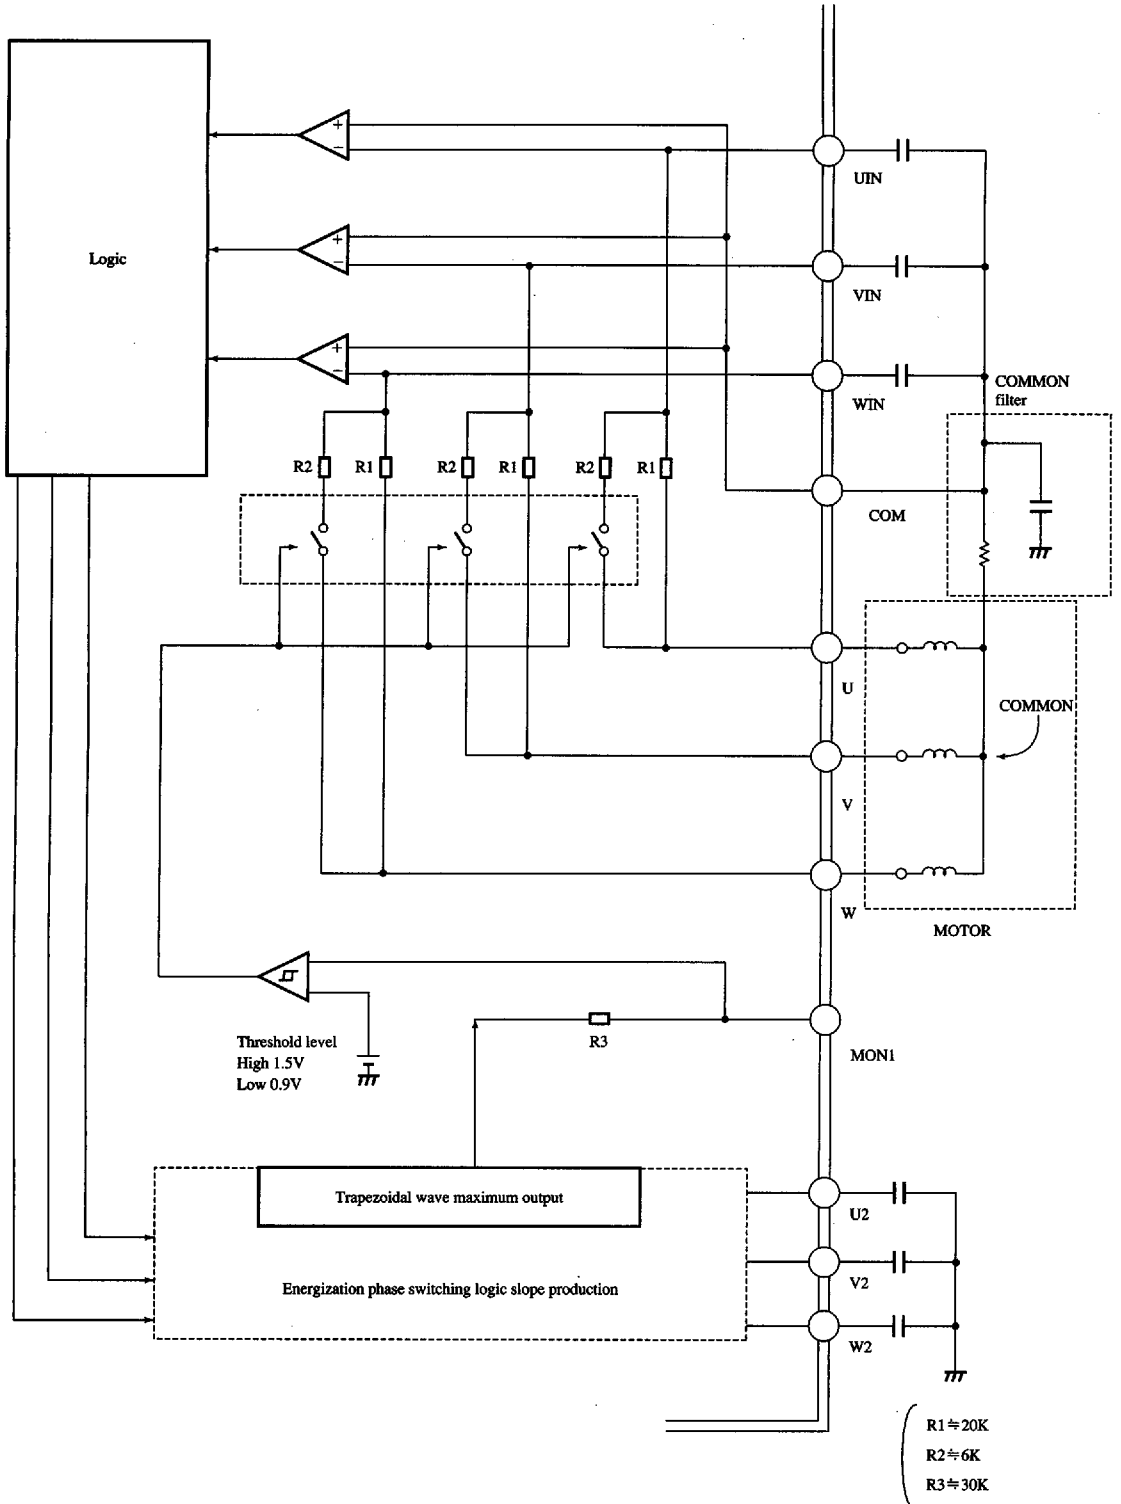 +
−
UIN
+
Logic
−
VIN
+
−
COMMON
filter
WIN
R2
R1
R2
R1
R2
R1
COM
U
COMMON
V
W
MOTOR
Threshold level
High 1.5V
Low 0.9V
R3
MON1
Trapezoidal wave maximum output
U2
Energization phase switching logic slope production
V2
W2
R1≒20K
R2≒6K
R3≒30K